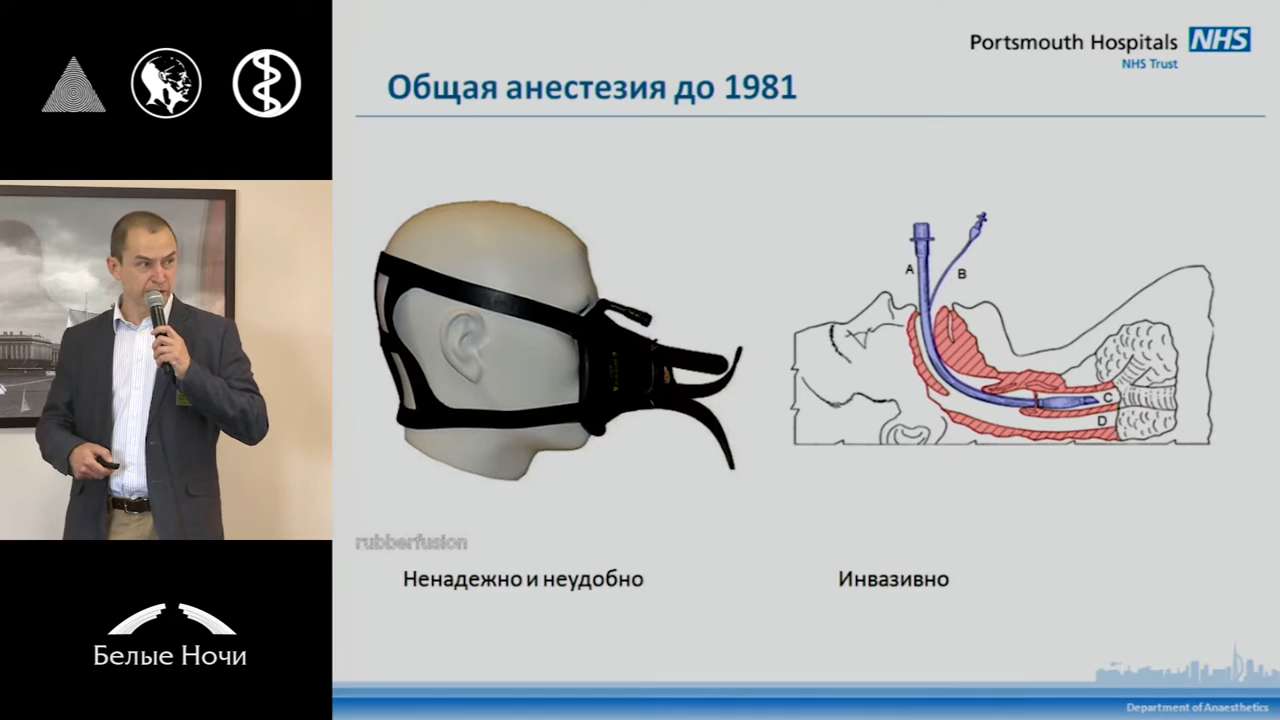 Portsmouth Hospitals NHS
NHS Trust
Общая анестезия до 1981
A
B
C
D
rubberfusion
Ненадежно и неудобно
Инвазивно
Белые Ночи
Department of Anaesthetics